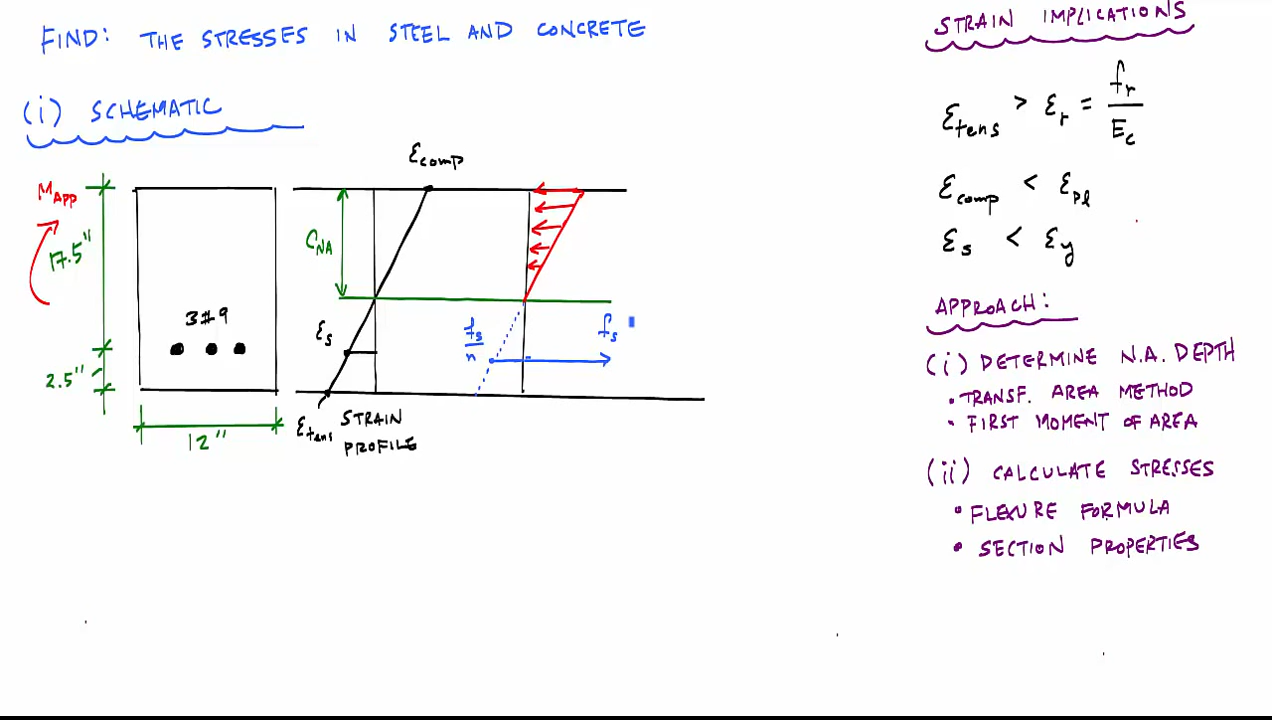 FIND: THE STRESSES IN STEEL AND CONCRETE
(i) SCHEMATIC
M_APP
17.5"
2.5"
3#9
12"
ε_comp
C_NA
ε_s
ε_tens
STRAIN
PROFILE
f_s/n
f_s
STRAIN IMPLICATIONS
ε_tens > ε_r = f_r/E_c
ε_comp < ε_pl
ε_s < ε_y
APPROACH:
(i) DETERMINE N.A. DEPTH
• TRANSF. AREA METHOD
• FIRST MOMENT OF AREA
(ii) CALCULATE STRESSES
• FLEXURE FORMULA
• SECTION PROPERTIES